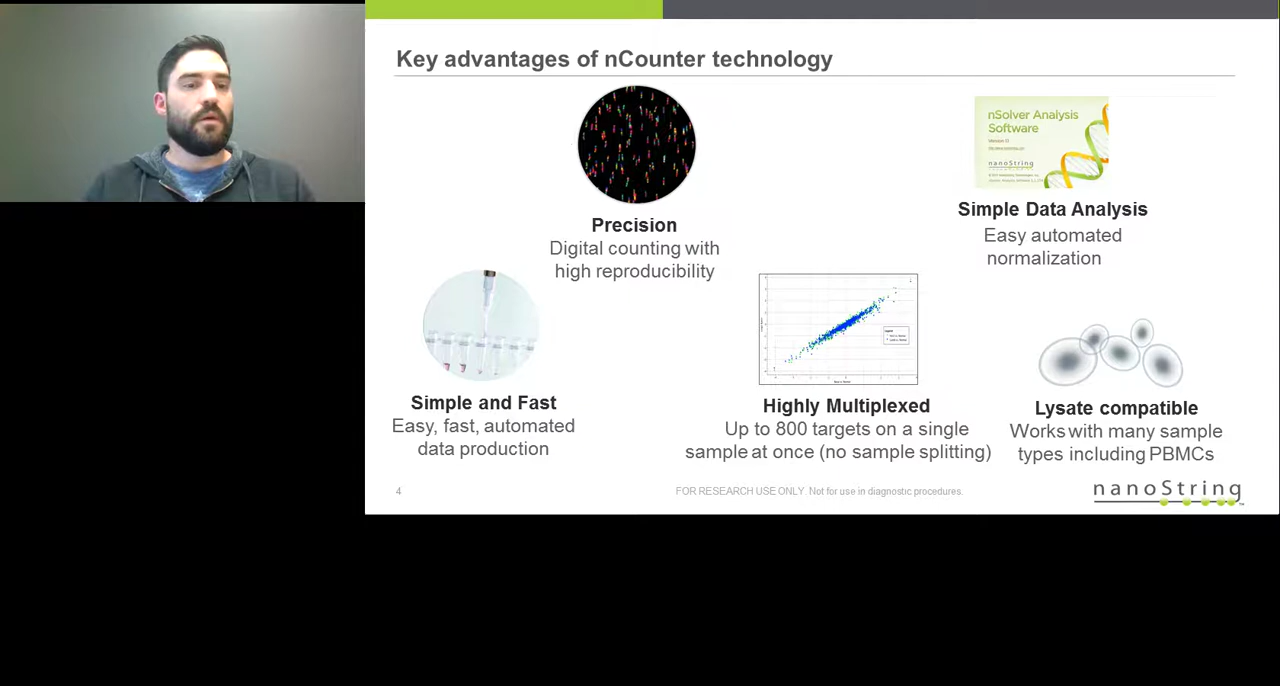 Key advantages of nCounter technology
nSolver Analysis
Software
nanoString
Precision
Digital counting with
high reproducibility
Simple Data Analysis
Easy automated
normalization
Simple and Fast
Easy, fast, automated
data production
Highly Multiplexed
Up to 800 targets on a single
sample at once (no sample splitting)
Lysate compatible
Works with many sample
types including PBMCs
4
FOR RESEARCH USE ONLY. Not for use in diagnostic procedures.
nanoString